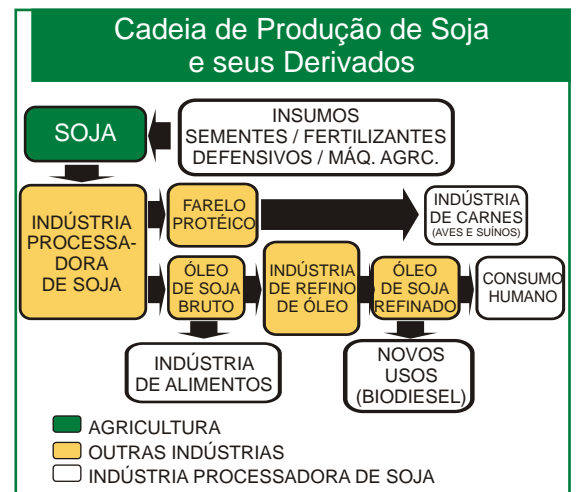 Cadeia de Produção de Soja
e seus Derivados
SOJA
INSUMOS
SEMENTES / FERTILIZANTES
DEFENSIVOS / MÁQ. AGRC.
INDÚSTRIA
PROCESSA-
DORA
DE SOJA
FARELO
PROTÉICO
INDÚSTRIA
DE CARNES
(AVES E SUÍNOS)
ÓLEO
DE SOJA
BRUTO
INDÚSTRIA
DE REFINO
DE ÓLEO
ÓLEO
DE SOJA
REFINADO
CONSUMO
HUMANO
INDÚSTRIA
DE ALIMENTOS
NOVOS
USOS
(BIODIESEL)
AGRICULTURA
OUTRAS INDÚSTRIAS
INDÚSTRIA PROCESSADORA DE SOJA